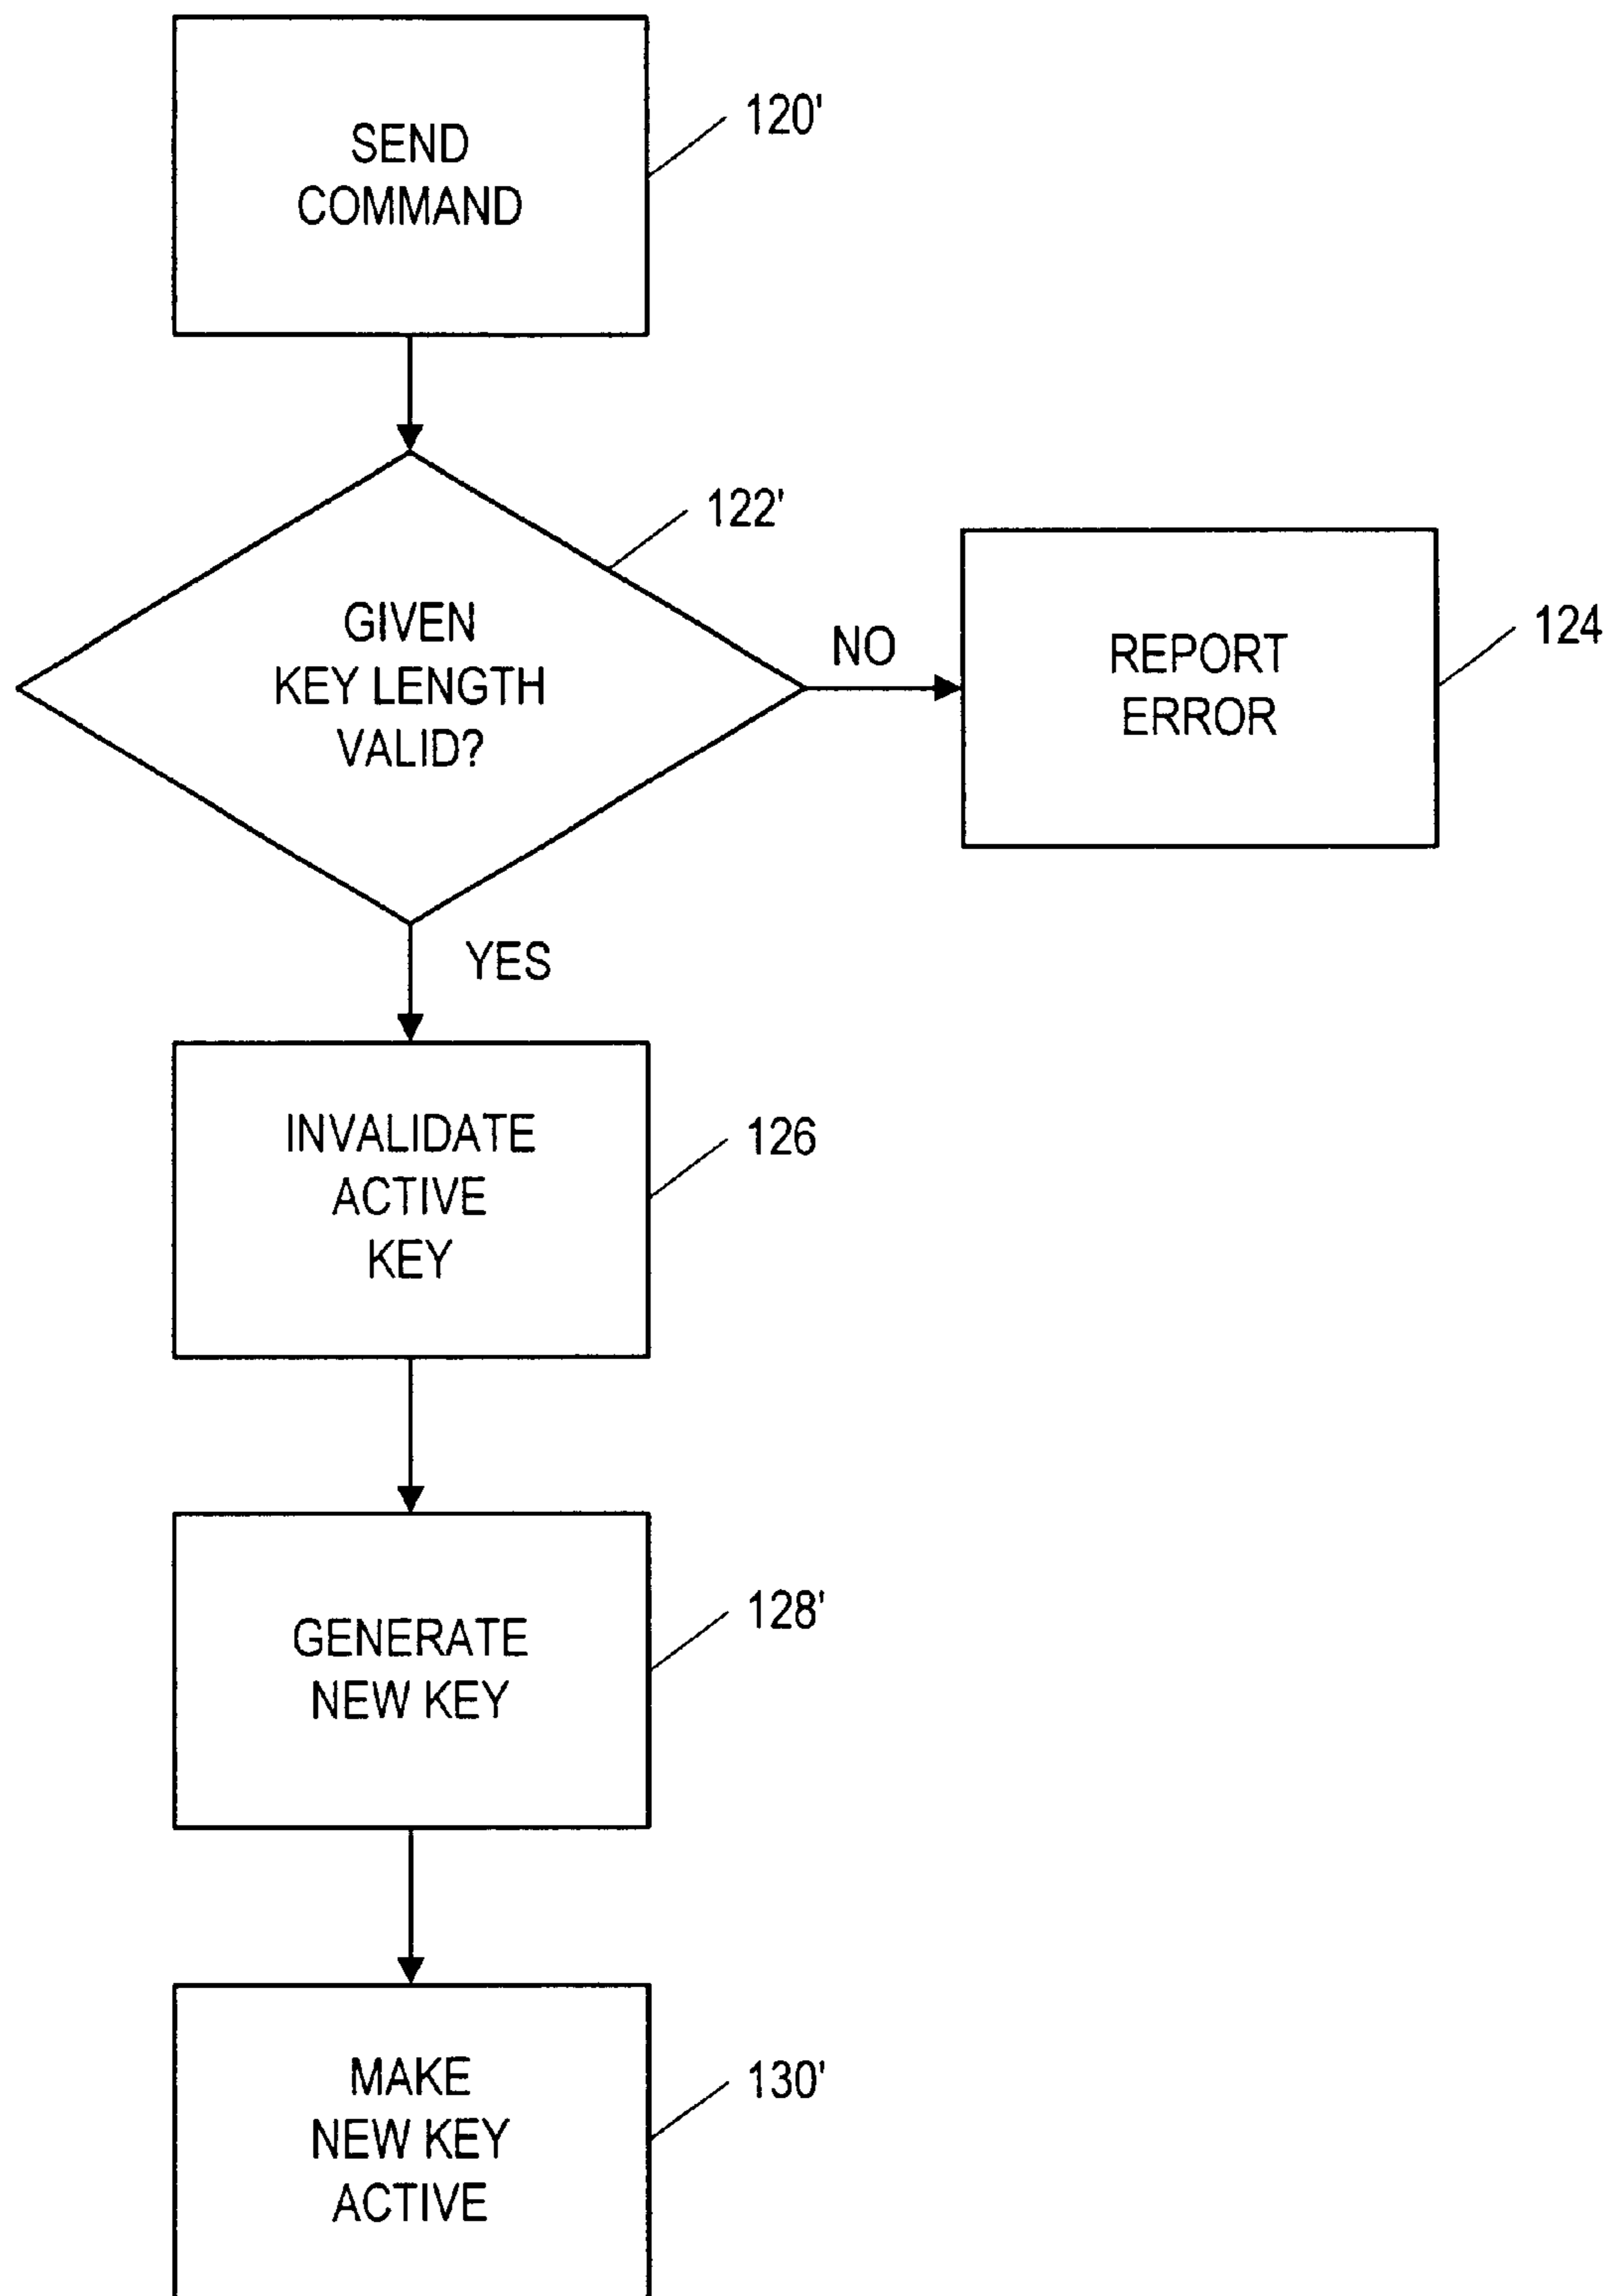 SEND
COMMAND
120'
122'
GIVEN
KEY LENGTH
VALID?
NO
REPORT
ERROR
124
YES
INVALIDATE
ACTIVE
KEY
126
GENERATE
NEW KEY
128'
MAKE
NEW KEY
ACTIVE
130'